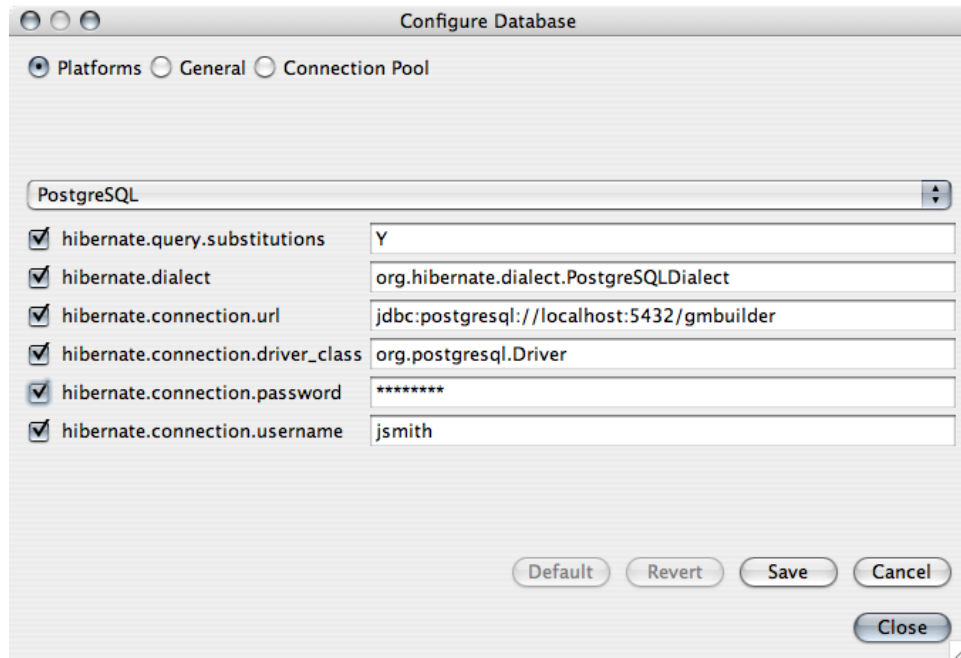 Configure Database
Platforms General Connection Pool
PostgreSQL
hibernate.query.substitutions Y
hibernate.dialect org.hibernate.dialect.PostgreSQLDialect
hibernate.connection.url jdbc:postgresql://localhost:5432/gmbuilder
hibernate.connection.driver_class org.postgresql.Driver
hibernate.connection.password ********
hibernate.connection.username jsmith
Default Revert Save Cancel
Close